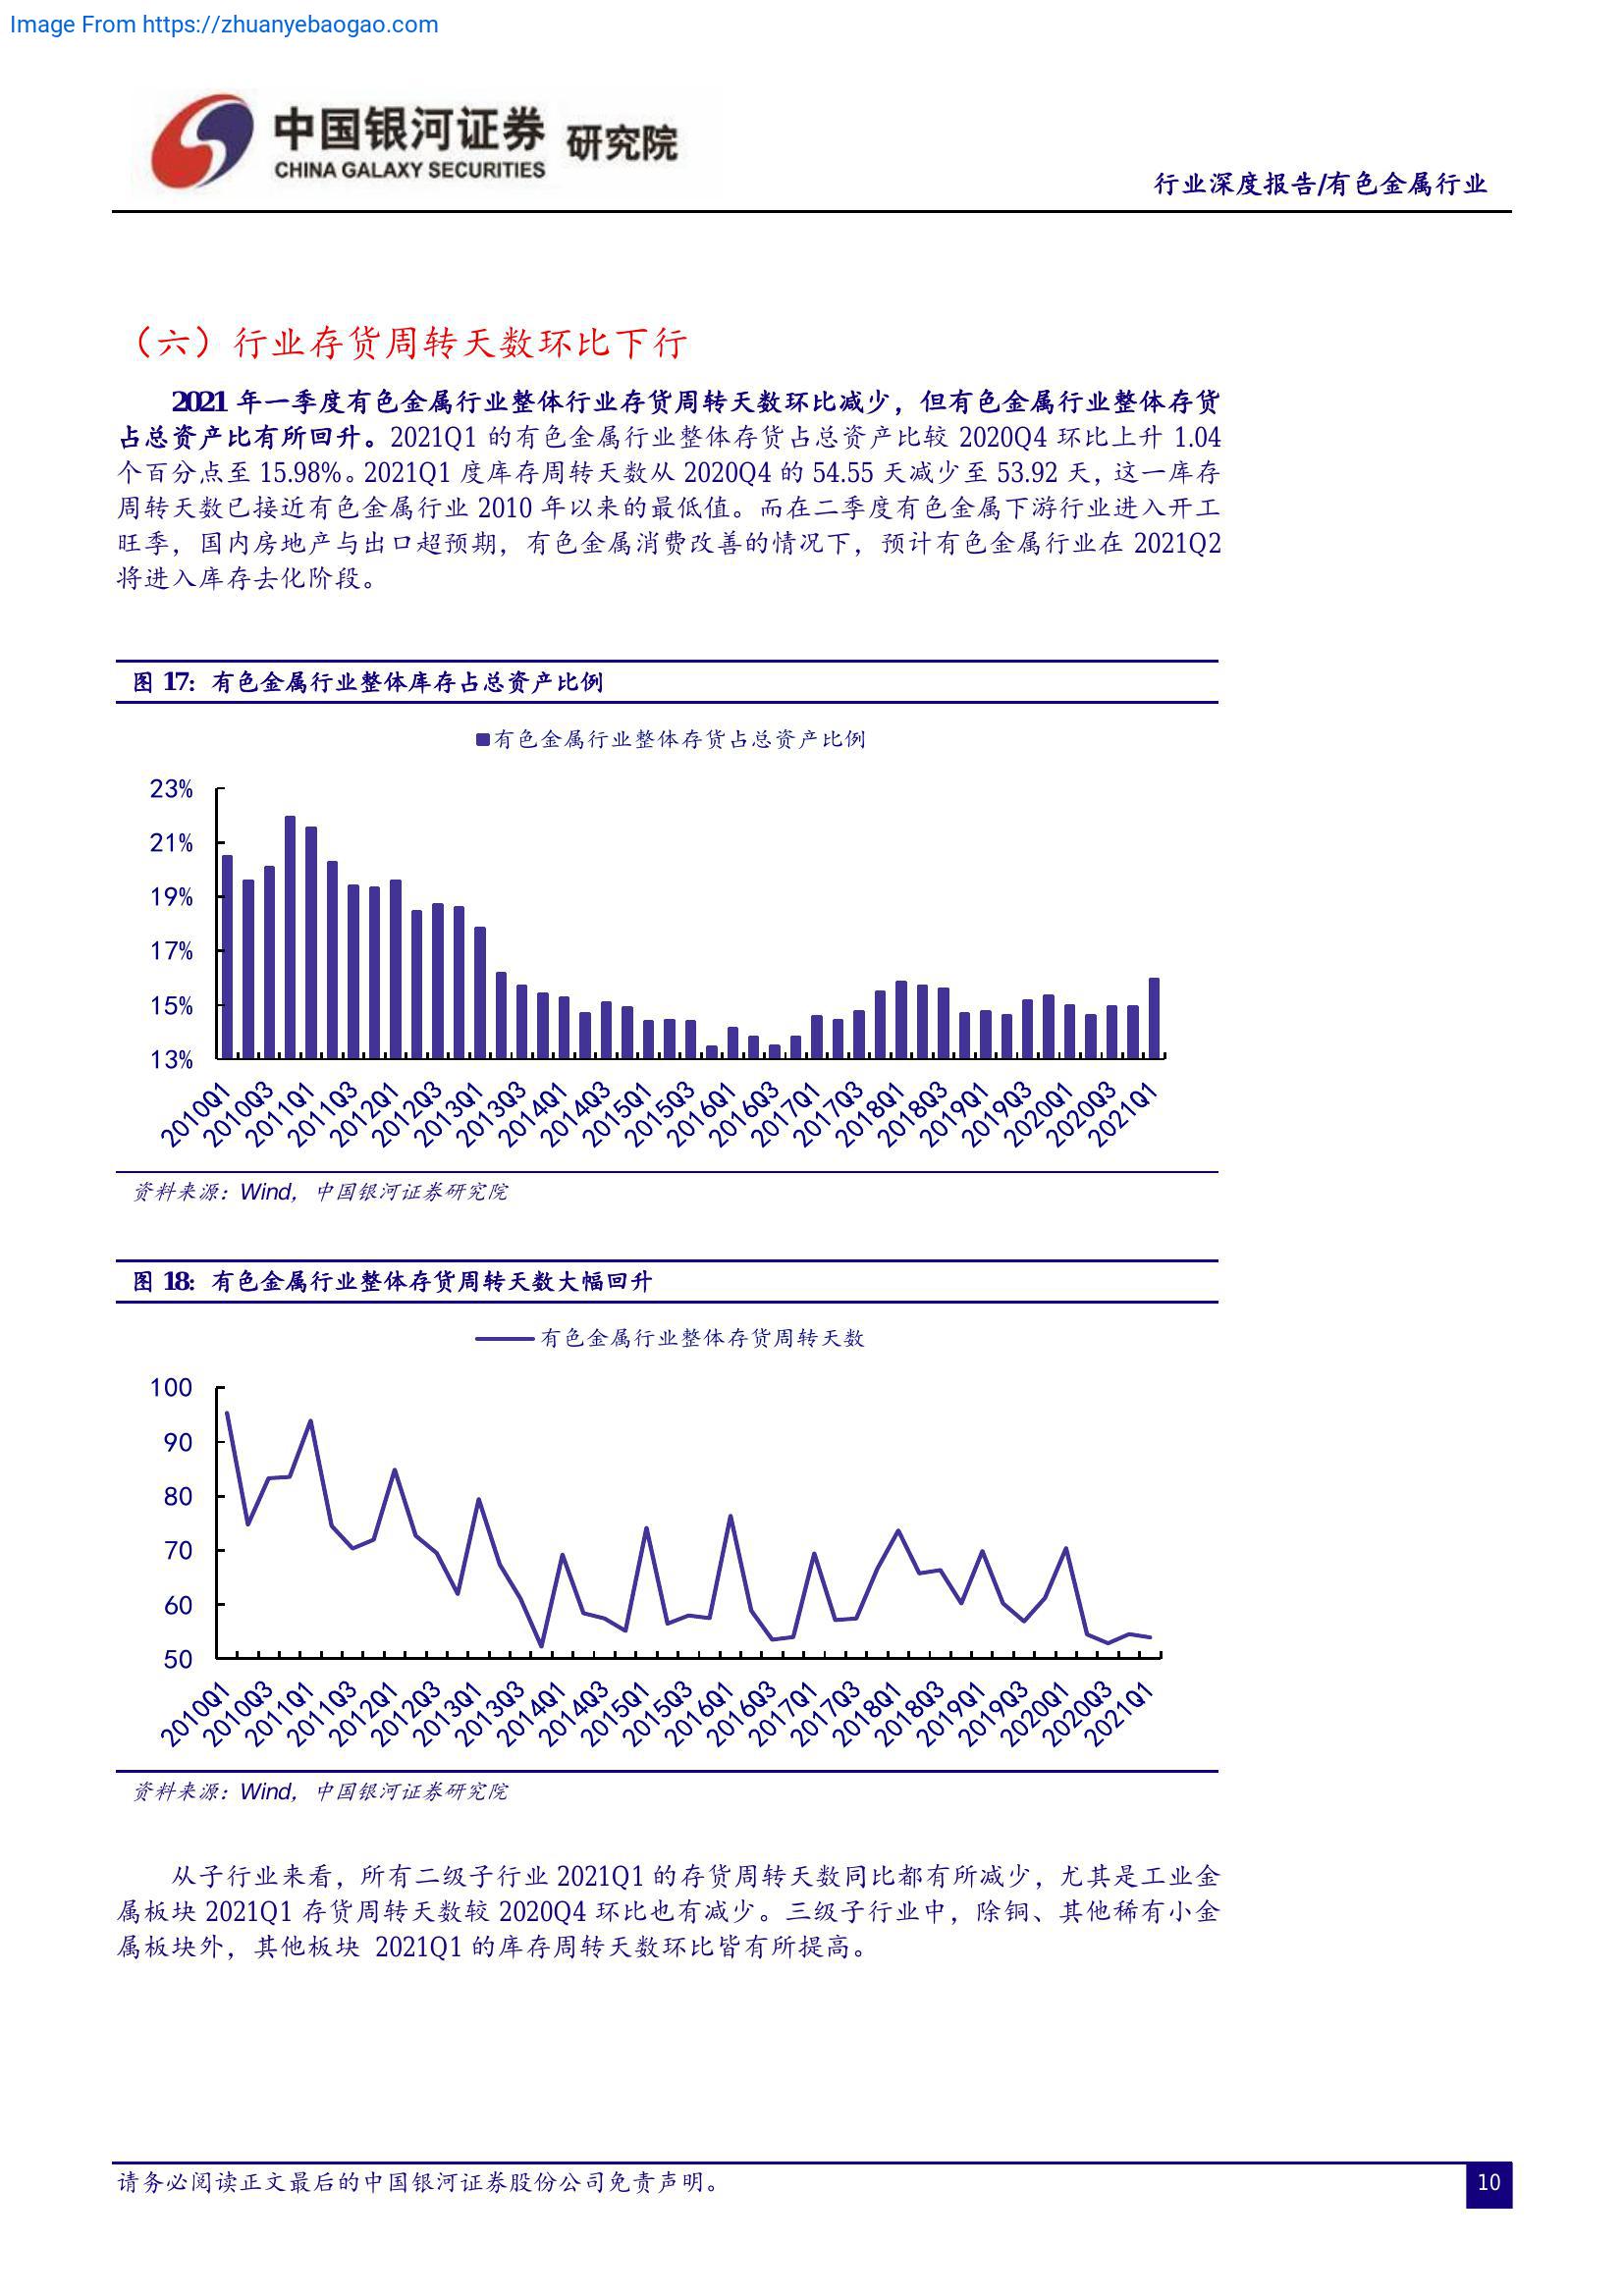 Image From https://zhuanyebaogao.com
中国银河证券 研究院
CHINA GALAXY SECURITIES
行业深度报告/有色金属行业
（六）行业存货周转天数环比下行
2021 年一季度有色金属行业整体行业存货周转天数环比减少，但有色金属行业整体存货
占总资产比有所回升。2021Q1 的有色金属行业整体存货占总资产比较 2020Q4 环比上升 1.04
个百分点至 15.98%。2021Q1 度库存周转天数从 2020Q4 的 54.55 天减少至 53.92 天，这一库存
周转天数已接近有色金属行业 2010 年以来的最低值。而在二季度有色金属下游行业进入开工
旺季，国内房地产与出口超预期，有色金属消费改善的情况下，预计有色金属行业在 2021Q2
将进入库存去化阶段。
图 17：有色金属行业整体库存占总资产比例
有色金属行业整体存货占总资产比例
23%
21%
19%
17%
15%
13%
2010Q1 2010Q3 2011Q1 2011Q3 2012Q1 2012Q3 2013Q1 2013Q3 2014Q1 2014Q3 2015Q1 2015Q3 2016Q1 2016Q3 2017Q1 2017Q3 2018Q1 2018Q3 2019Q1 2019Q3 2020Q1 2020Q3 2021Q1
资料来源：Wind，中国银河证券研究院
图 18：有色金属行业整体存货周转天数大幅回升
有色金属行业整体存货周转天数
100
90
80
70
60
50
2010Q1 2010Q3 2011Q1 2011Q3 2012Q1 2012Q3 2013Q1 2013Q3 2014Q1 2014Q3 2015Q1 2015Q3 2016Q1 2016Q3 2017Q1 2017Q3 2018Q1 2018Q3 2019Q1 2019Q3 2020Q1 2020Q3 2021Q1
资料来源：Wind，中国银河证券研究院
从子行业来看，所有二级子行业 2021Q1 的存货周转天数同比都有所减少，尤其是工业金
属板块 2021Q1 存货周转天数较 2020Q4 环比也有减少。三级子行业中，除铜、其他稀有小金
属板块外，其他板块 2021Q1 的库存周转天数环比皆有所提高。
请务必阅读正文最后的中国银河证券股份公司免责声明。
10